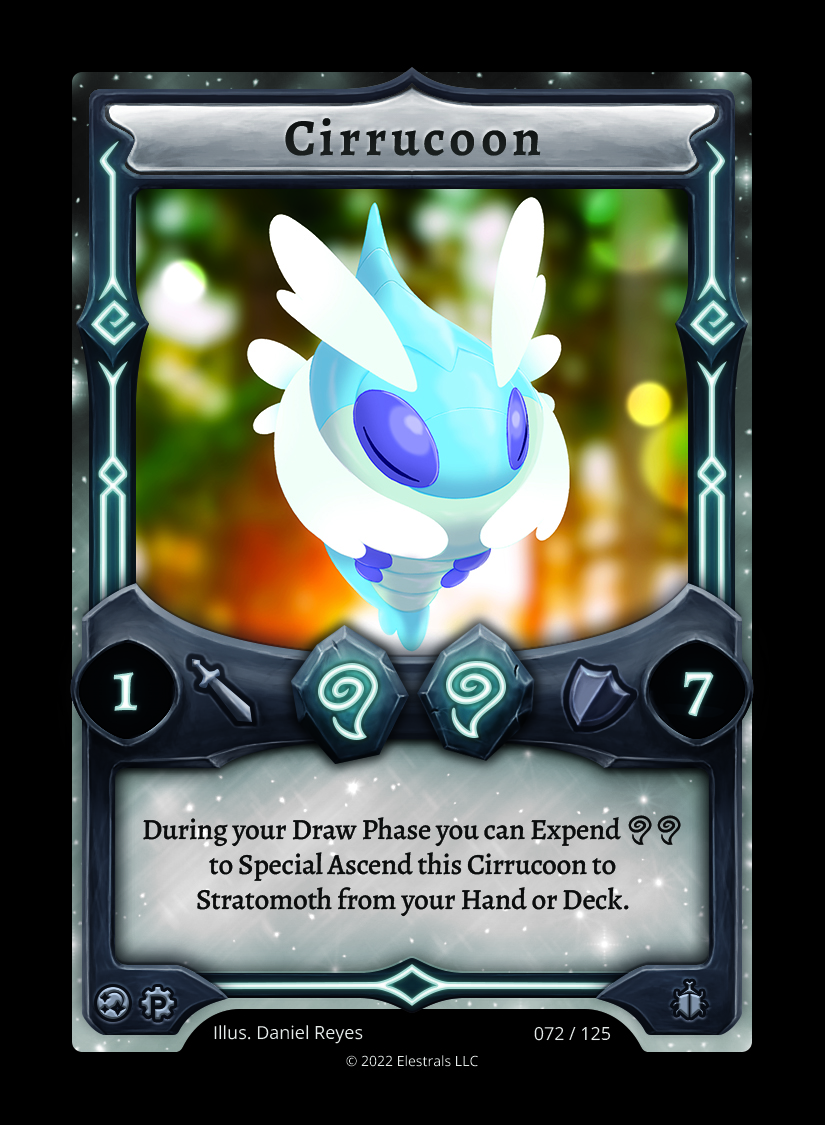 Cirrucoon
1
7
During your Draw Phase you can Expend
to Special Ascend this Cirrucoon to
Stratomoth from your Hand or Deck.
P
Illus. Daniel Reyes
072 / 125
© 2022 Elestrals LLC